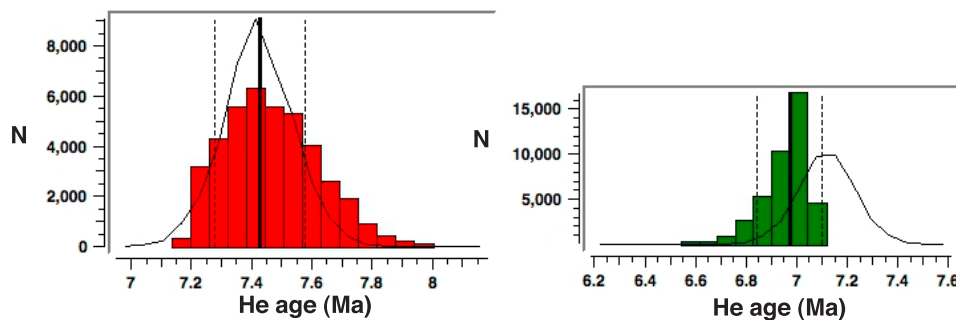 8,000
6,000
N
4,000
2,000
0
7 7.2 7.4 7.6 7.8 8
He age (Ma)
15,000
N
10,000
5,000
6.2 6.4 6.6 6.8 7 7.2 7.4 7.6
He age (Ma)